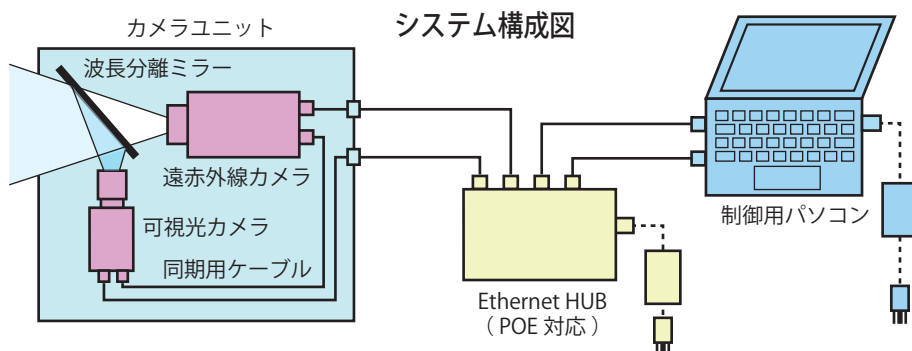 システム構成図
カメラユニット
波長分離ミラー
遠赤外線カメラ
可視光カメラ
同期用ケーブル
Ethernet HUB
( POE 対応 )
制御用パソコン